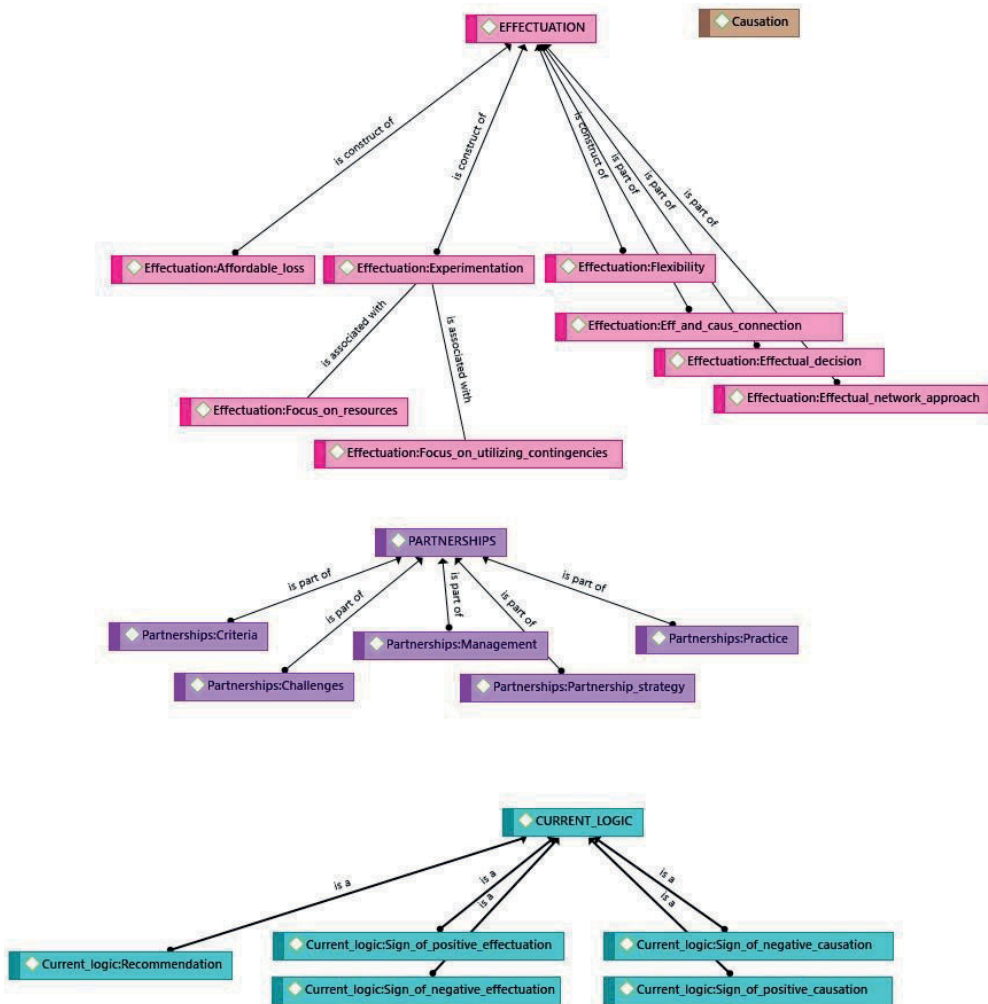 EFFECTUATION
Causation
is construct of
is construct of
is construct of
is part of
is part of
is part of
Effectuation:Affordable_loss
Effectuation:Experimentation
Effectuation:Flexibility
is associated with
is associated with
Effectuation:Eff_and_caus_connection
Effectuation:Effectual_decision
Effectuation:Effectual_network_approach
Effectuation:Focus_on_resources
Effectuation:Focus_on_utilizing_contingencies
PARTNERSHIPS
is part of
is part of
is part of
is part of
is part of
Partnerships:Criteria
Partnerships:Management
Partnerships:Practice
Partnerships:Challenges
Partnerships:Partnership_strategy
CURRENT_LOGIC
is a
is a
is a
is a
is a
Current_logic:Recommendation
Current_logic:Sign_of_positive_effectuation
Current_logic:Sign_of_negative_causation
Current_logic:Sign_of_negative_effectuation
Current_logic:Sign_of_positive_causation